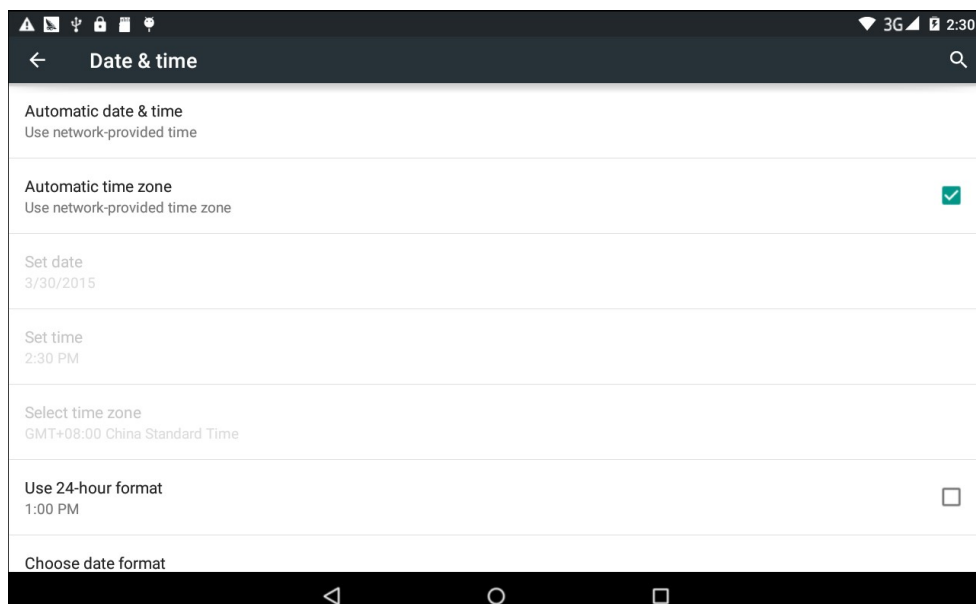 3G 2:30
Date & time
Automatic date & time
Use network-provided time
Automatic time zone
Use network-provided time zone
Set date
3/30/2015
Set time
2:30 PM
Select time zone
GMT+08:00 China Standard Time
Use 24-hour format
1:00 PM
Choose date format